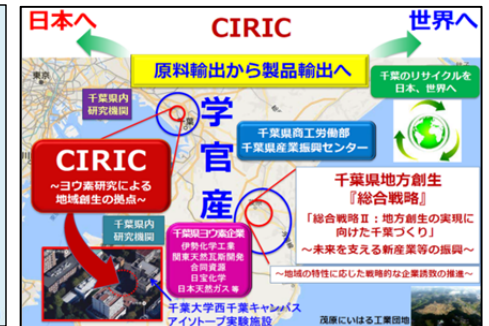 日本へ
CIRIC
世界へ
原料輸出から製品輸出へ
東京
千葉県内
研究機関
千葉のリサイクルを
日本、世界へ
学
官
産
千葉県商工労働部
千葉県産業振興センター
CIRIC
~ヨウ素研究による
地域創生の拠点~
千葉県地方創生
『総合戦略』
「総合戦略Ⅱ：地方創生の実現に
向けた千葉づくり」
~未来を支える新産業等の振興~
千葉県内
研究機関
千葉県ヨウ素企業
伊勢化学工業
関東天然瓦斯開発
合同資源
日宝化学
日本天然ガス 等
~地域の特性に応じた戦略的な企業誘致の推進~
千葉大学西千葉キャンパス
アイソトープ実験施設
茂原にいはる工業団地